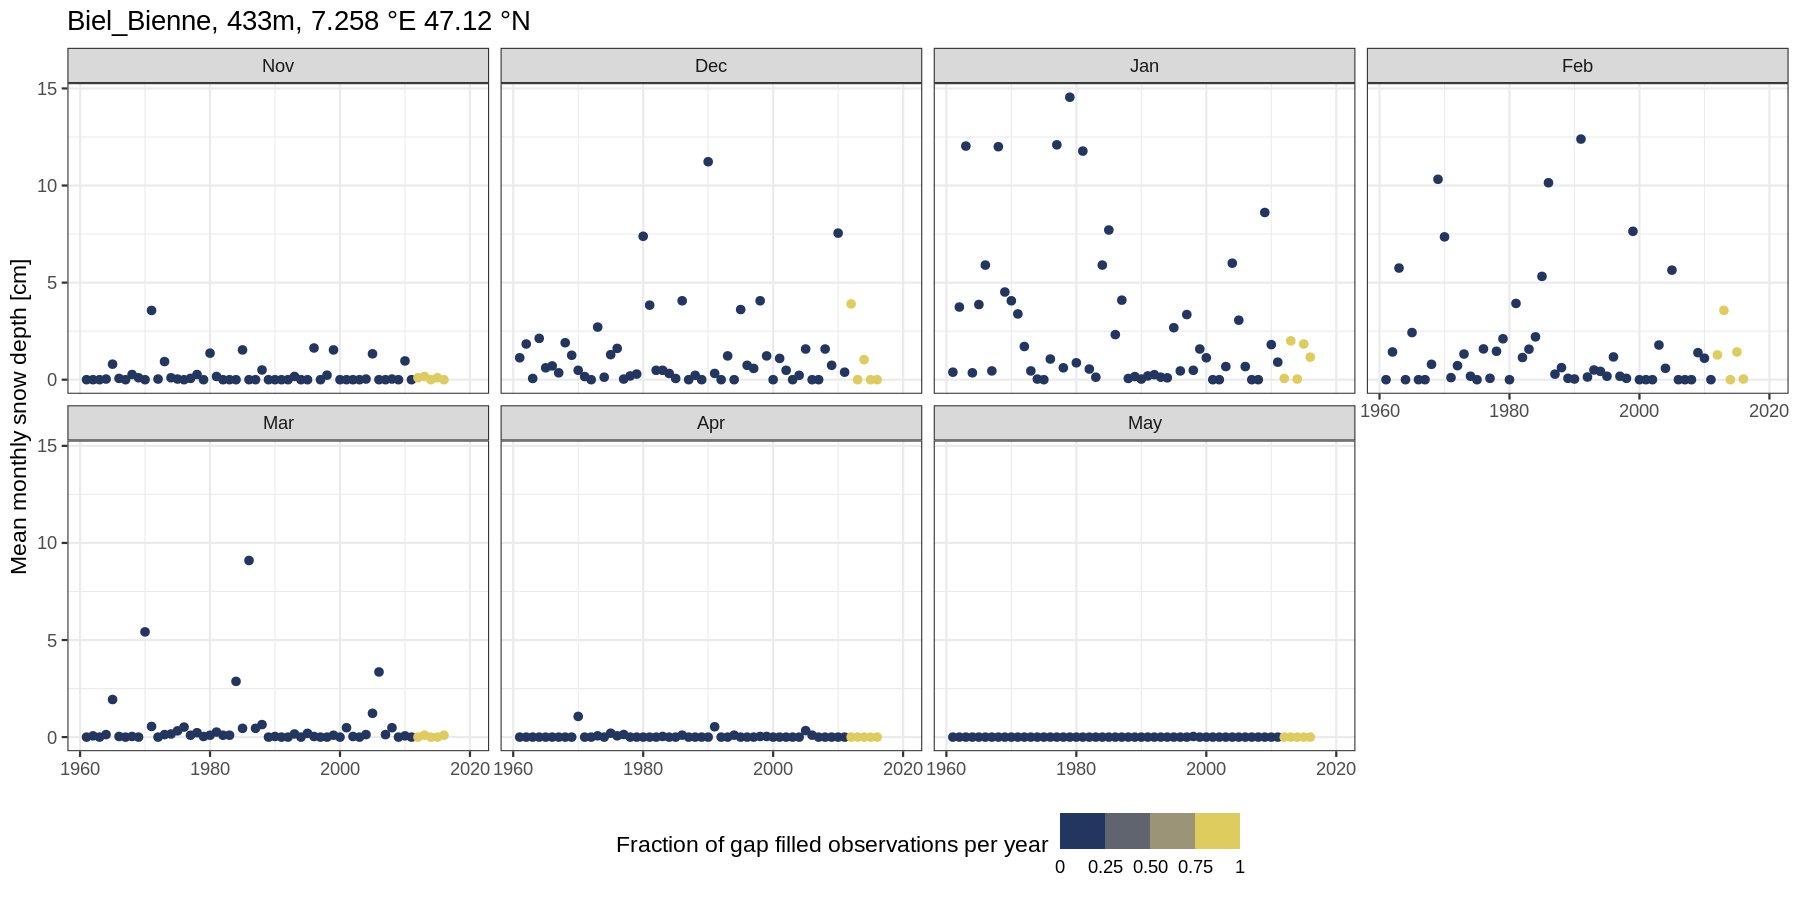 Biel_Bienne, 433m, 7.258 °E 47.12 °N
Nov Dec Jan Feb
15
10
5
0
1960 1980 2000 2020
Mean monthly snow depth [cm]
Mar Apr May
15
10
5
0
1960 1980 2000 2020 1960 1980 2000 2020 1960 1980 2000 2020
Fraction of gap filled observations per year
0 0.25 0.50 0.75 1